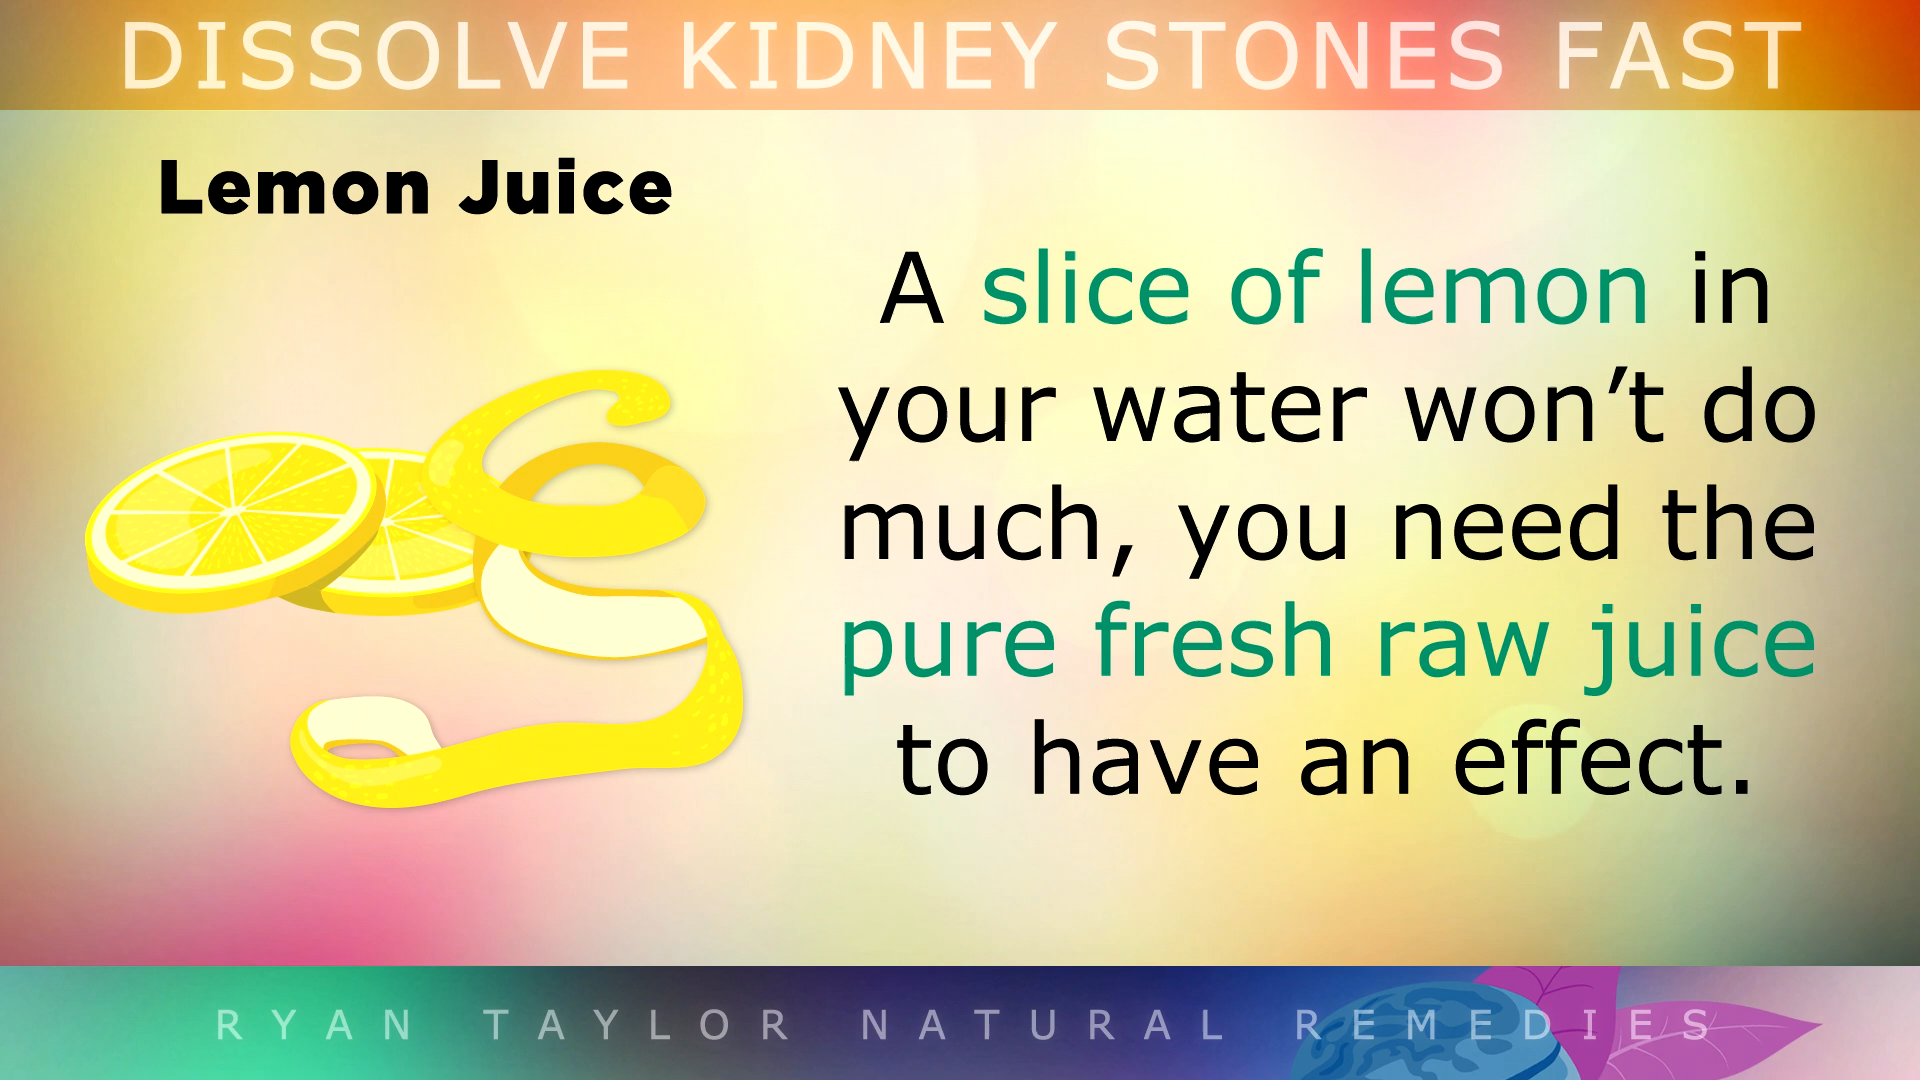 DISSOLVE KIDNEY STONES FAST
Lemon Juice
A slice of lemon in
your water won’t do
much, you need the
pure fresh raw juice
to have an effect.
RYAN TAYLOR NATURAL REMEDIES